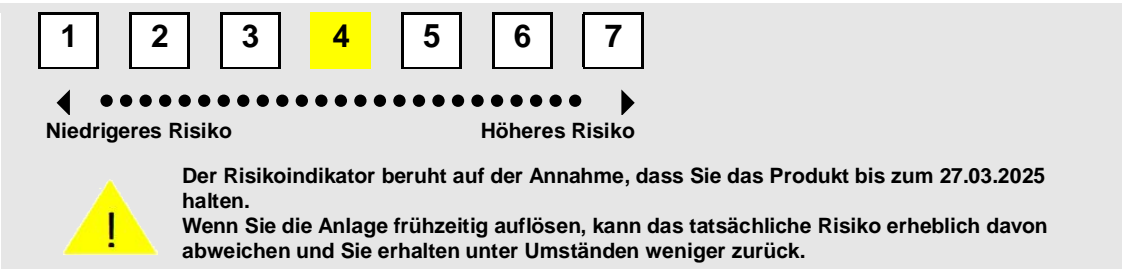 1 2 3 4 5 6 7
Niedrigeres Risiko Höheres Risiko
Der Risikoindikator beruht auf der Annahme, dass Sie das Produkt bis zum 27.03.2025
halten.
Wenn Sie die Anlage frühzeitig auflösen, kann das tatsächliche Risiko erheblich davon
abweichen und Sie erhalten unter Umständen weniger zurück.
!